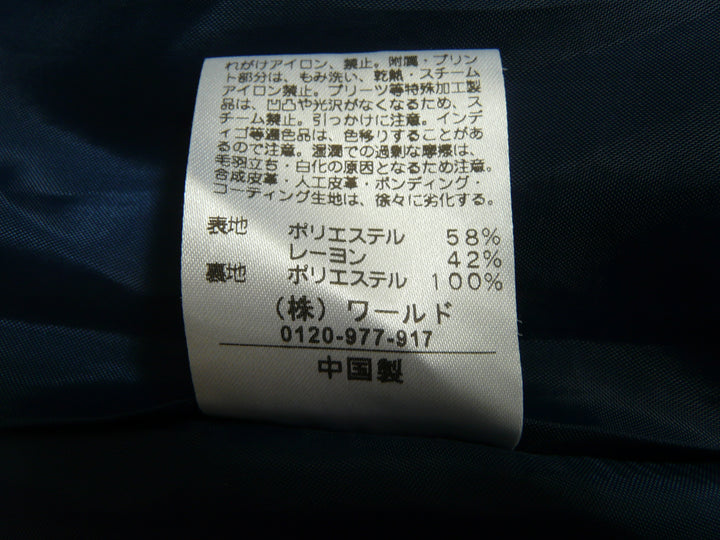 れがけアイロン、禁止。附属・プリン
ト部分は、もみ洗い、乾熱・スチーム
アイロン禁止。プリーツ等特殊加工製
品は、凹凸や光沢がなくなるため、ス
チーム禁止。引っかけに注意。インデ
ィゴ等濃色品は、色移りすることがあ
るので注意。湿潤での過剰な摩擦は、
毛羽立ち・白化の原因となるため注意。
合成皮革・人工皮革・ボンディング・
コーティング生地は、徐々に劣化する。
表地 ポリエステル 58%
レーヨン 42%
裏地 ポリエステル 100%
（株）ワールド
0120-977-917
中国製